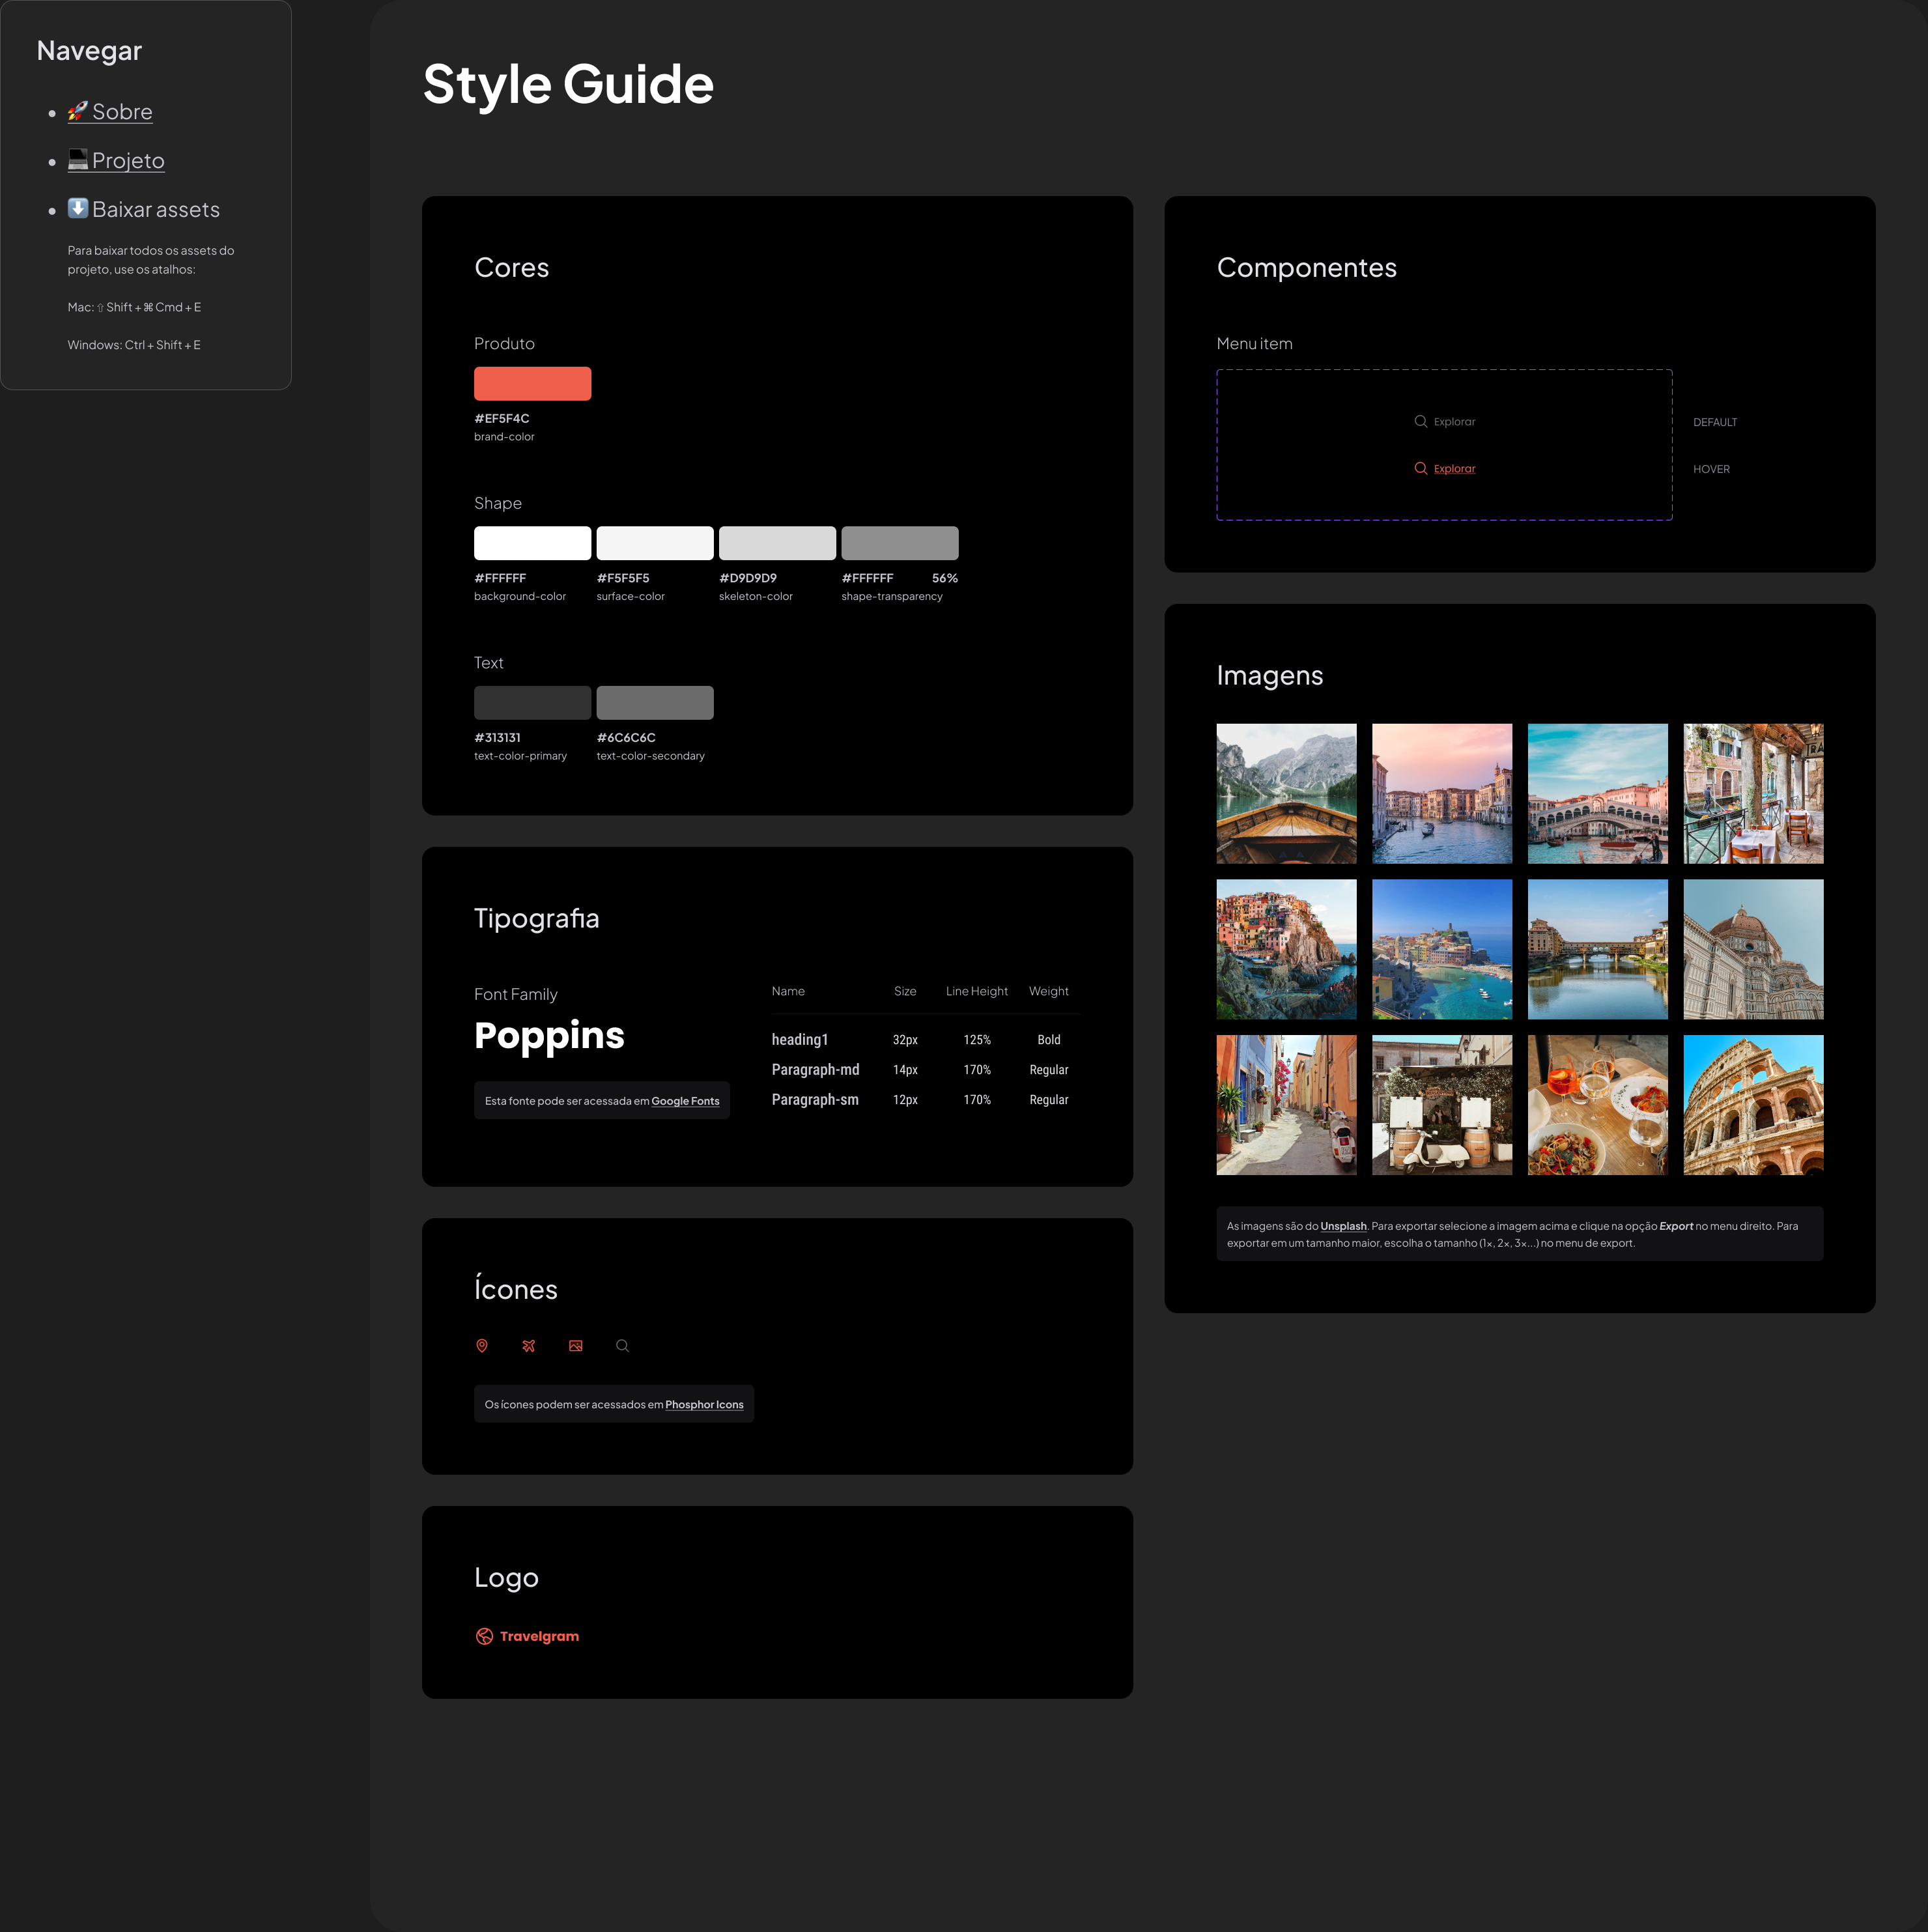 Navegar
🚀 Sobre
💻 Projeto
⬇️ Baixar assets
Para baixar todos os assets do
projeto, use os atalhos:
Mac: ⇧ Shift + ⌘ Cmd + E
Windows: Ctrl + Shift + E
Style Guide
Cores
Produto
#EF5F4C
brand-color
Shape
#FFFFFF #F5F5F5 #D9D9D9 #FFFFFF 56%
background-color surface-color skeleton-color shape-transparency
Text
#313131 #6C6C6C
text-color-primary text-color-secondary
Tipografia
Font Family
Poppins
Esta fonte pode ser acessada em Google Fonts
Name Size Line Height Weight
heading1 32px 125% Bold
Paragraph-md 14px 170% Regular
Paragraph-sm 12px 170% Regular
Ícones
Os ícones podem ser acessados em Phosphor Icons
Logo
Travelgram
Componentes
Menu item
Explorar DEFAULT
Explorar HOVER
Imagens
RA
As imagens são do Unsplash. Para exportar selecione a imagem acima e clique na opção Export no menu direito. Para
exportar em um tamanho maior, escolha o tamanho (1x, 2x, 3x...) no menu de export.